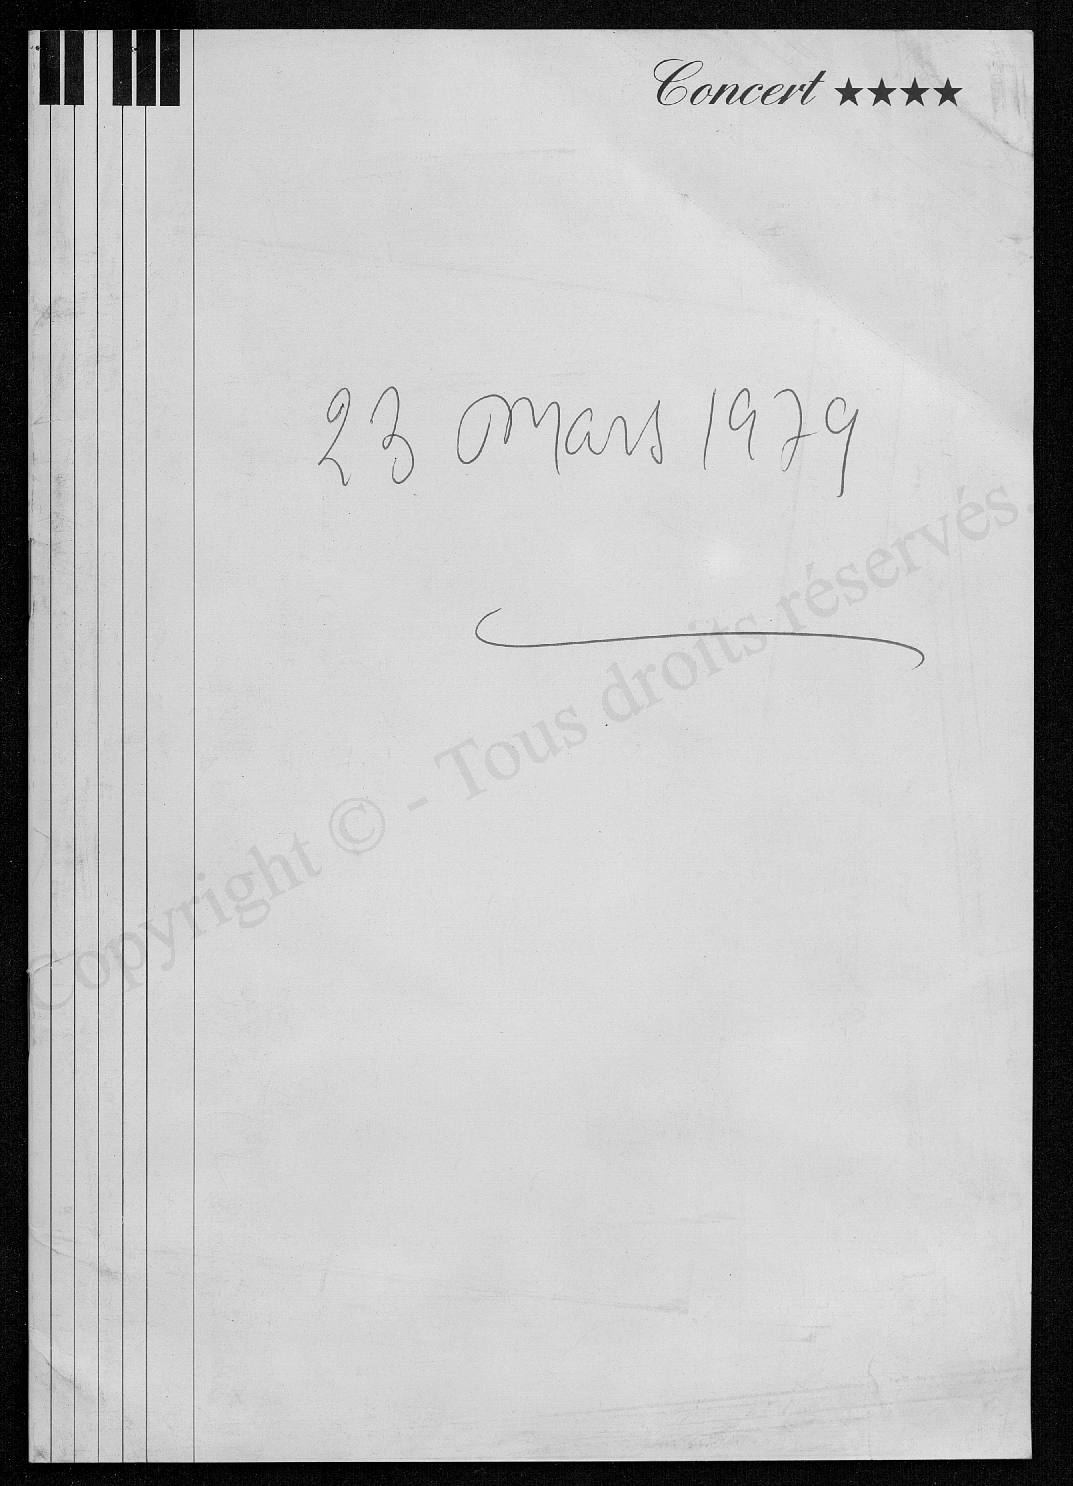 Concert ★★★★
23 Mars 1979
Copyright © - Tous droits réservés.